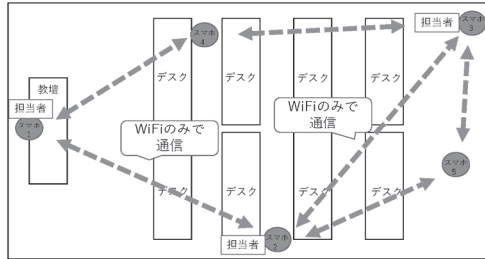 スマホ
4
担当者
スマホ
3
教壇
デスク
デスク
デスク
デスク
担当者
スマホ
1
WiFiのみで
通信
WiFiのみで
通信
スマホ
5
デスク
デスク
デスク
デスク
担当者
スマホ
2